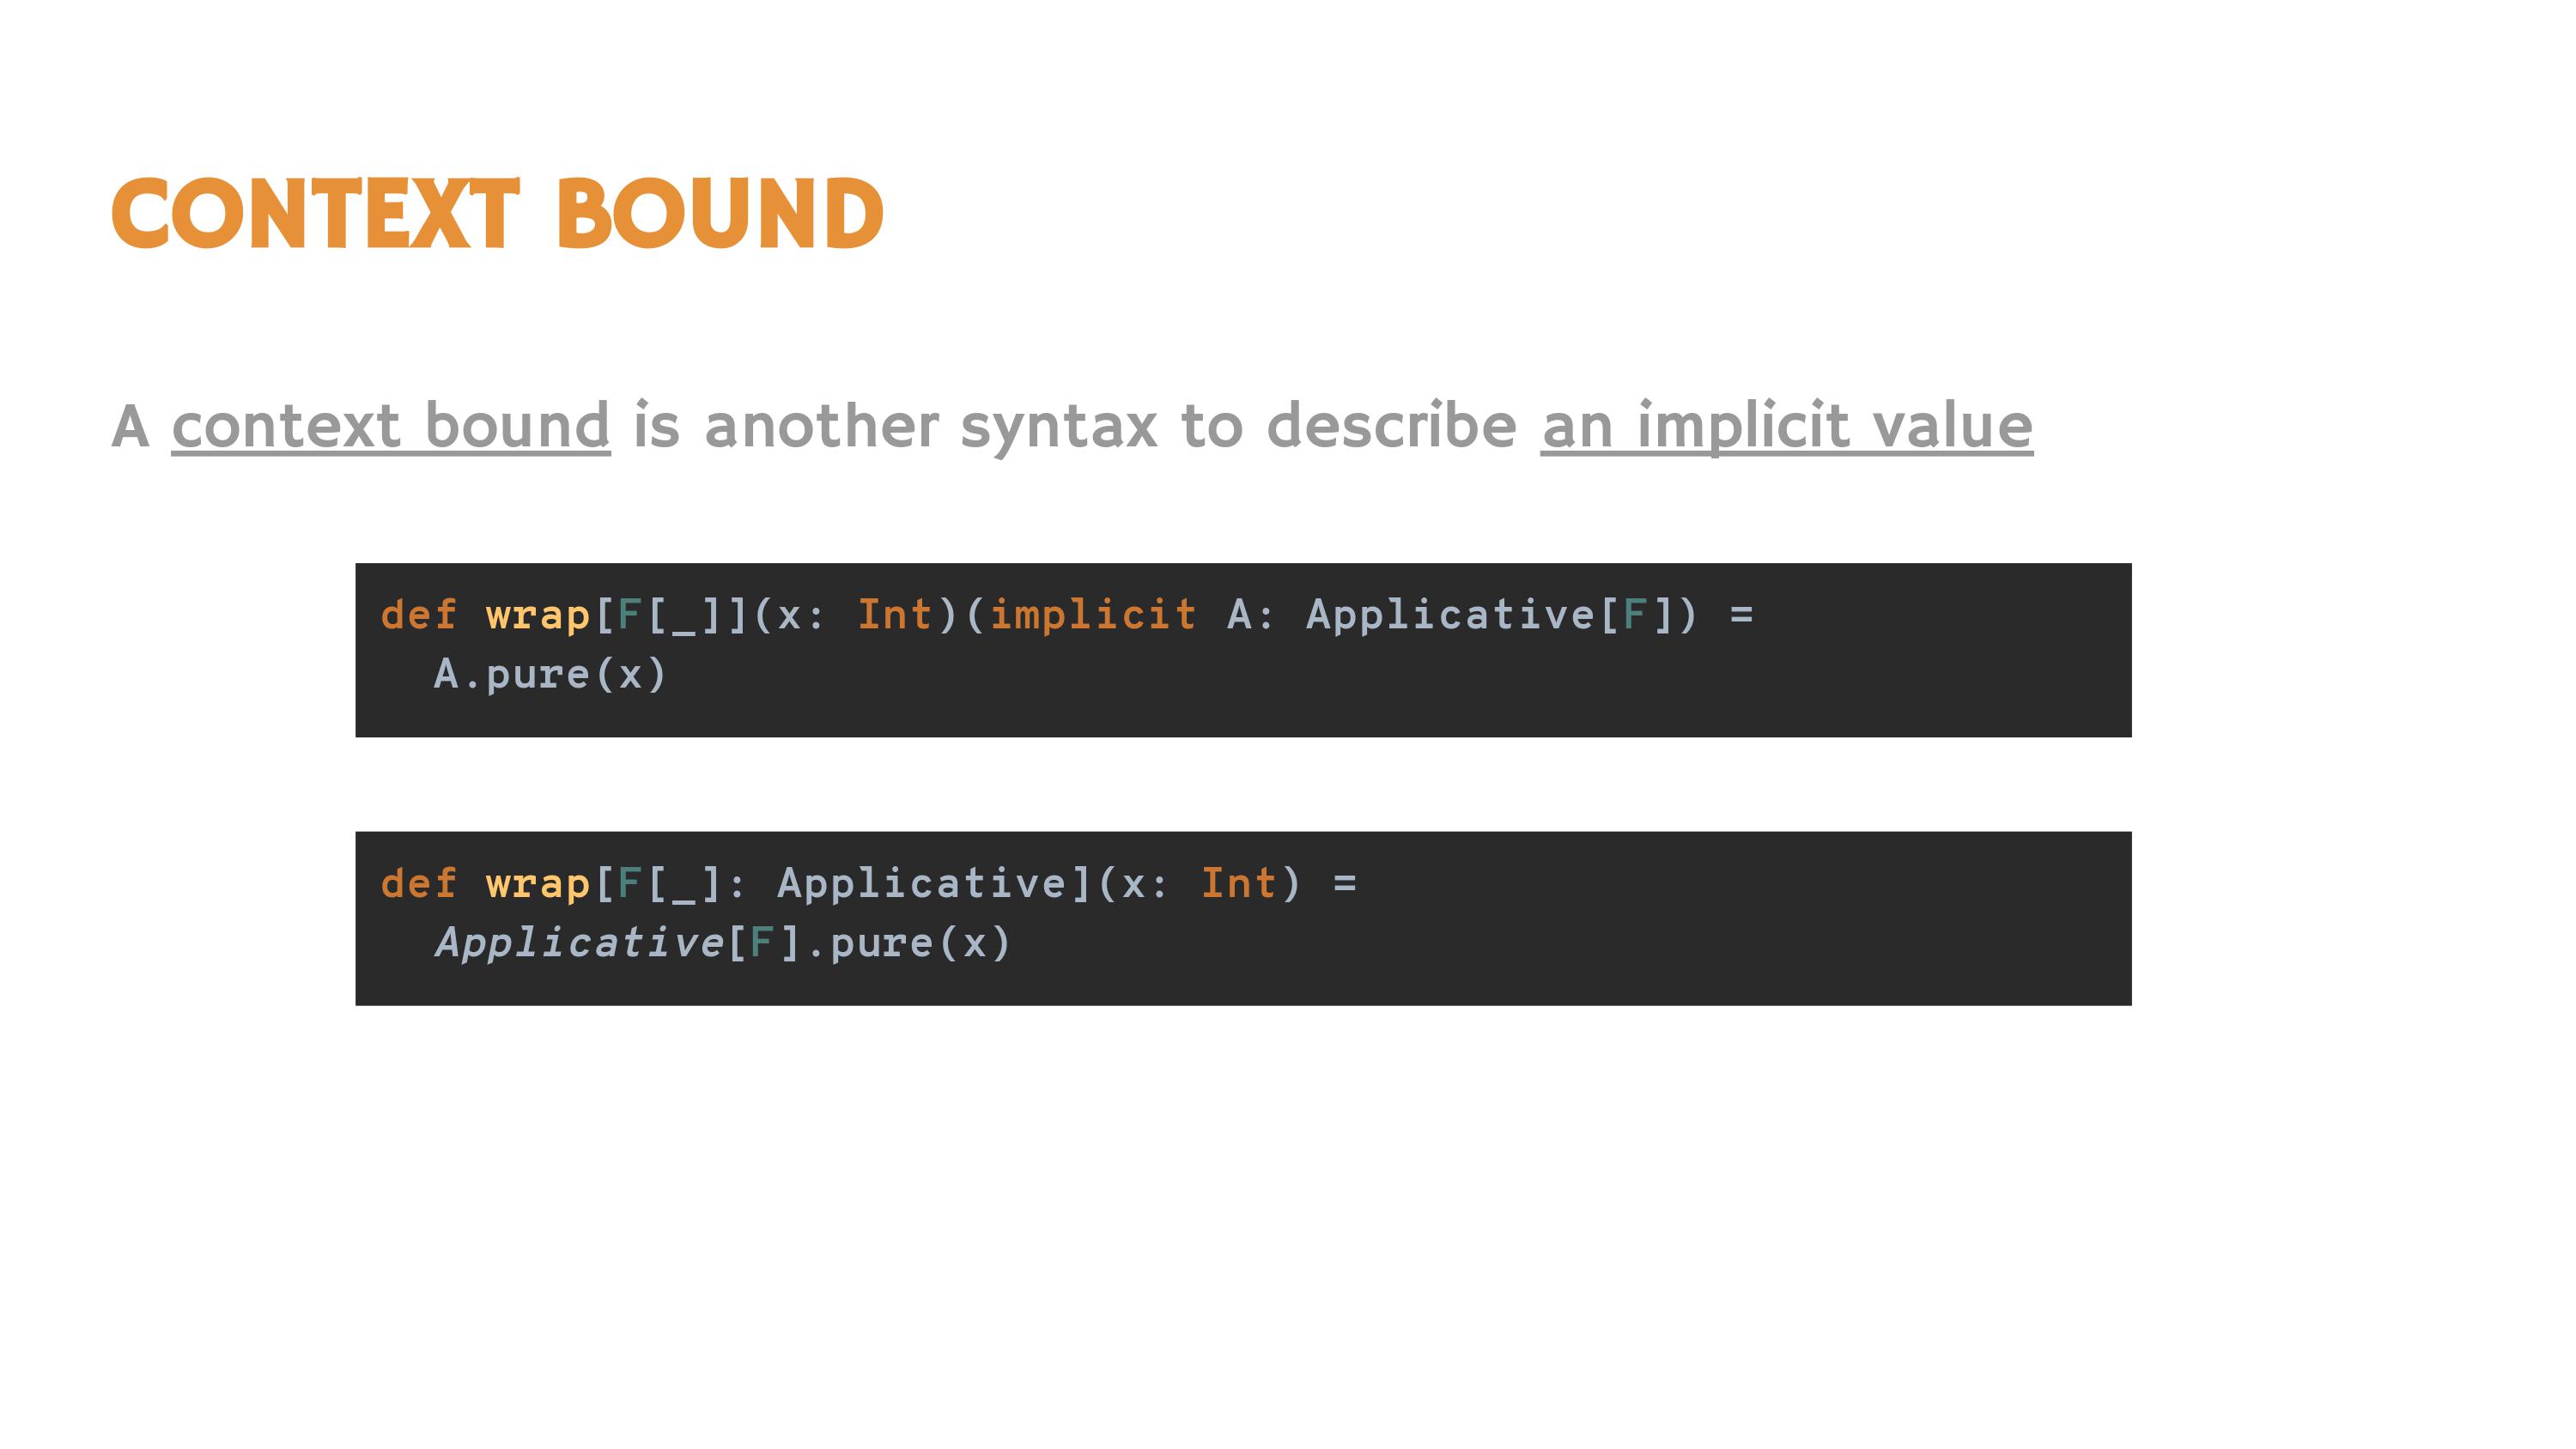 CONTEXT BOUND
A context bound is another syntax to describe an implicit value
def wrap[F[_]](x: Int)(implicit A: Applicative[F]) =
  A.pure(x)
def wrap[F[_]: Applicative](x: Int) =
  Applicative[F].pure(x)